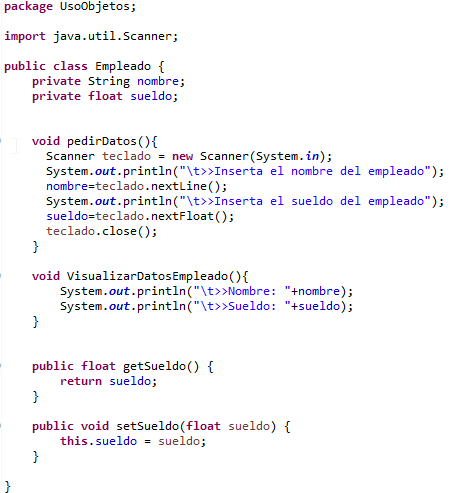 package UsoObjetos;
import java.util.Scanner;
public class Empleado {
private String nombre;
private float sueldo;
void pedirDatos(){
Scanner teclado = new Scanner(System.in);
System.out.println("\t>>Inserta el nombre del empleado");
nombre=teclado.nextLine();
System.out.println("\t>>Inserta el sueldo del empleado");
sueldo=teclado.nextFloat();
teclado.close();
}
void VisualizarDatosEmpleado(){
System.out.println("\t>>Nombre: "+nombre);
System.out.println("\t>>Sueldo: "+sueldo);
}
public float getSueldo() {
return sueldo;
}
public void setSueldo(float sueldo) {
this.sueldo = sueldo;
}
}